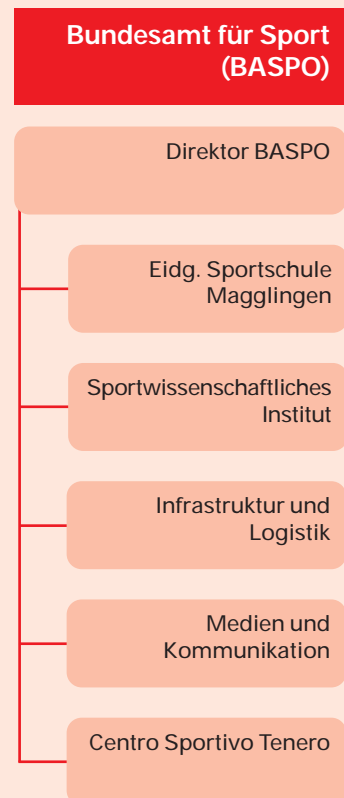 Bundesamt für Sport
(BASPO)
Direktor BASPO
Eidg. Sportschule
Magglingen
Sportwissenschaftliches
Institut
Infrastruktur und
Logistik
Medien und
Kommunikation
Centro Sportivo Tenero